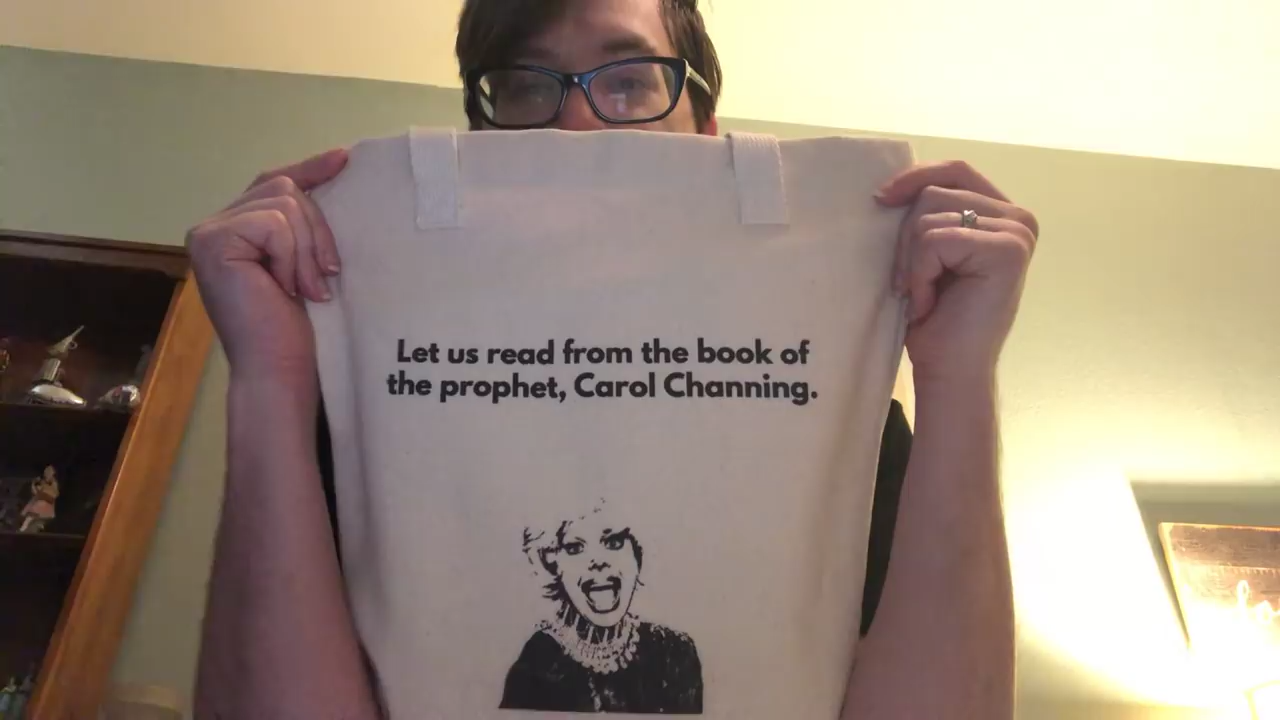 Let us read from the book of
the prophet, Carol Channing.